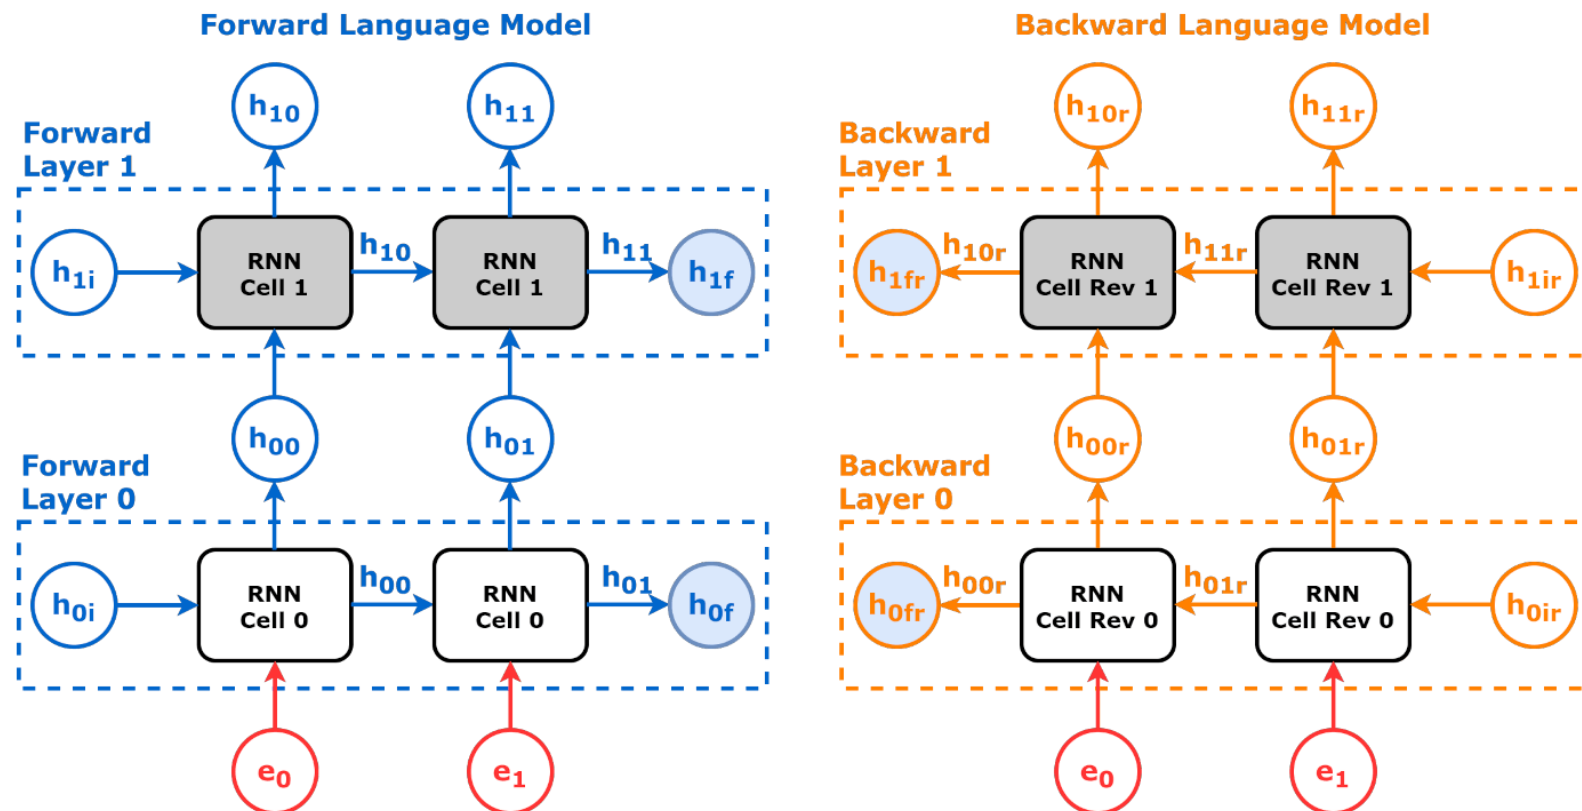 Forward Language Model
h10
h11
Forward
Layer 1
h1i
RNN
Cell 1
h10
RNN
Cell 1
h11
h1f
h00
h01
Forward
Layer 0
h0i
RNN
Cell 0
h00
RNN
Cell 0
h01
h0f
e0
e1
Backward Language Model
h10r
h11r
Backward
Layer 1
h1fr
h10r
RNN
Cell Rev 1
h11r
RNN
Cell Rev 1
h1ir
h00r
h01r
Backward
Layer 0
h0fr
h00r
RNN
Cell Rev 0
h01r
RNN
Cell Rev 0
h0ir
e0
e1